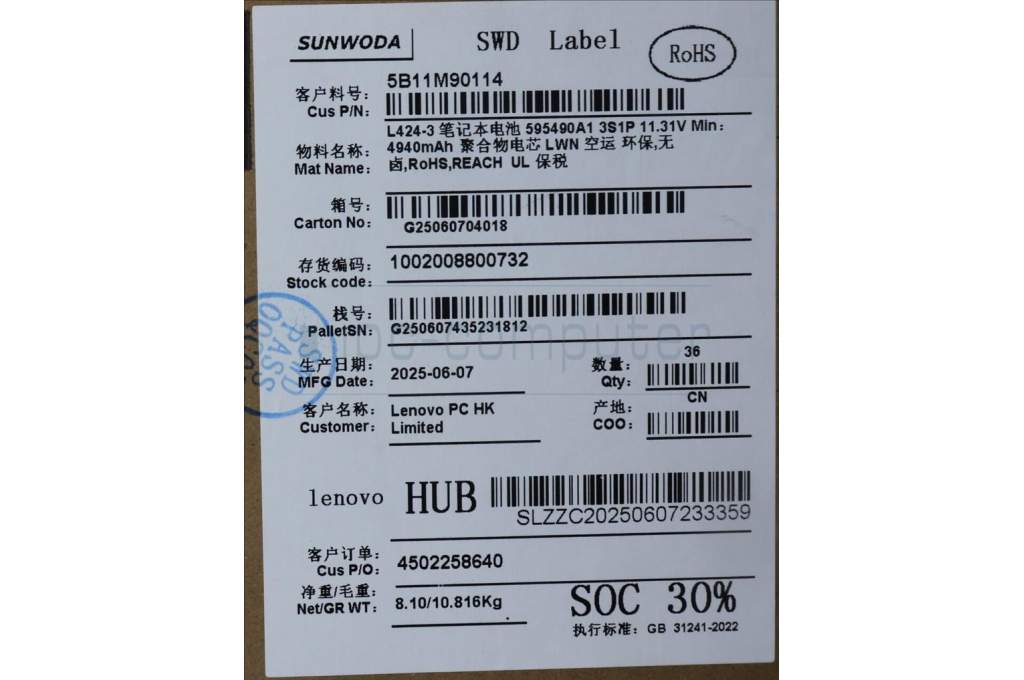 SUNWODA
SWD Label
RoHS
客户料号:
Cus P/N:
5B11M90114
物料名称:
Mat Name:
L424-3 笔记本电池 595490A1 3S1P 11.31V Min:
4940mAh 聚合物电芯 LWN 空运 环保,无
卤,RoHS,REACH UL 保税
箱号:
Carton No:
G25060704018
存货编码:
Stock code:
1002008800732
栈号:
PalletSN:
G250607435231812
生产日期:
MFG Date:
2025-06-07
数量:
Qty:
36
客户名称:
Customer:
Lenovo PC HK
Limited
产地:
COO:
CN
lenovo HUB
SLZZC20250607233359
客户订单:
Cus P/O:
4502258640
净重/毛重:
Net/GR WT:
8.10/10.816Kg
SOC 30%
执行标准: GB 31241-2022
PASS